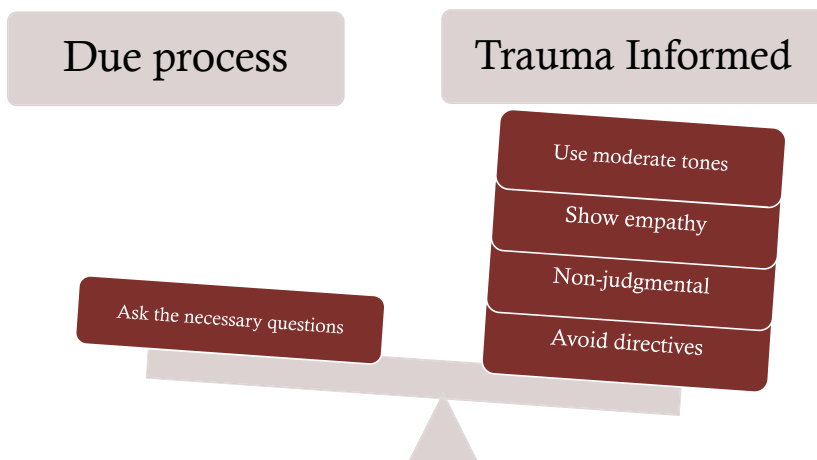 Due process
Trauma Informed
Use moderate tones
Show empathy
Non-judgmental
Avoid directives
Ask the necessary questions